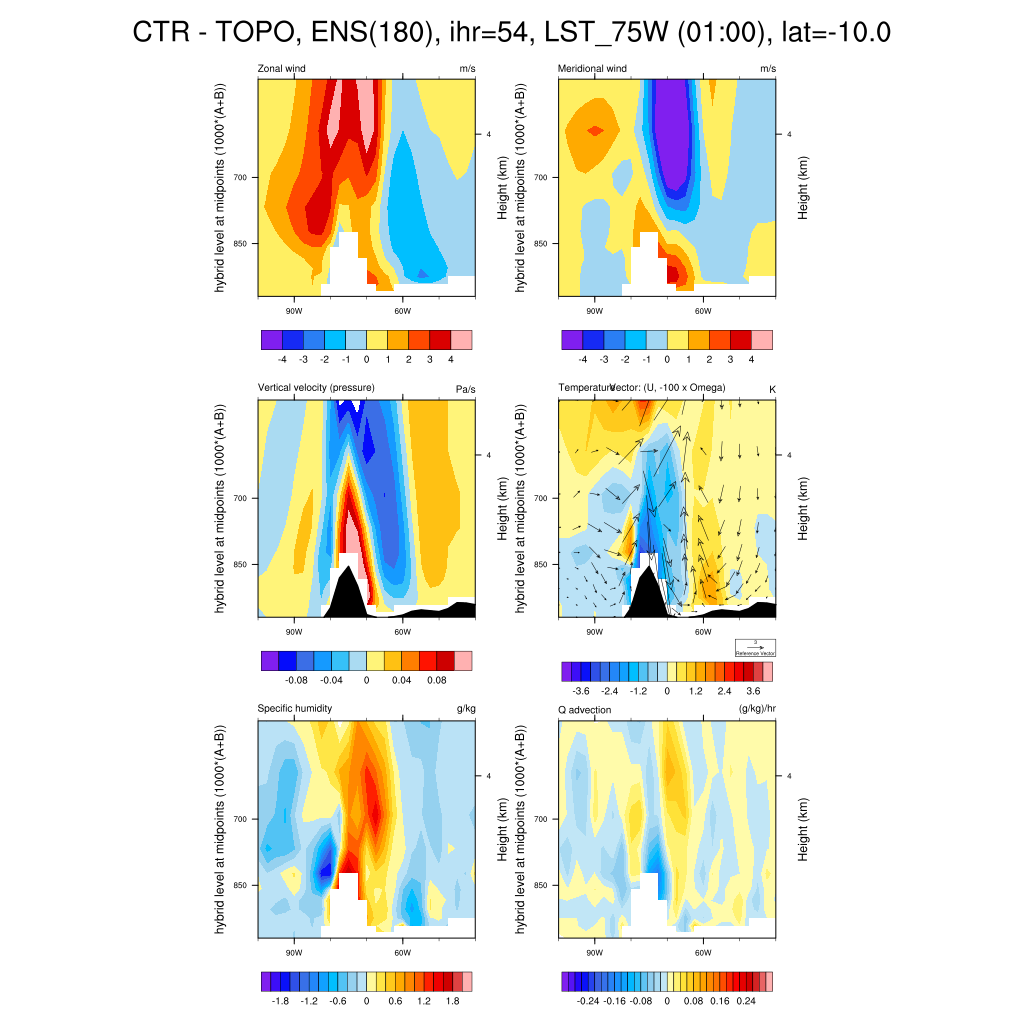 CTR - TOPO, ENS(180), ihr=54, LST_75W (01:00), lat=-10.0
Zonal wind m/s
hybrid level at midpoints (1000*(A+B))
700
850
4
Height (km)
90W 60W
-4 -3 -2 -1 0 1 2 3 4
Meridional wind m/s
hybrid level at midpoints (1000*(A+B))
700
850
4
Height (km)
90W 60W
-4 -3 -2 -1 0 1 2 3 4
Vertical velocity (pressure) Pa/s
hybrid level at midpoints (1000*(A+B))
700
850
4
Height (km)
90W 60W
-0.08 -0.04 0 0.04 0.08
Temperature Vector: (U, -100 x Omega) K
hybrid level at midpoints (1000*(A+B))
700
850
4
Height (km)
90W 60W
3
Reference Vector
-3.6 -2.4 -1.2 0 1.2 2.4 3.6
Specific humidity g/kg
hybrid level at midpoints (1000*(A+B))
700
850
4
Height (km)
90W 60W
-1.8 -1.2 -0.6 0 0.6 1.2 1.8
Q advection (g/kg)/hr
hybrid level at midpoints (1000*(A+B))
700
850
4
Height (km)
90W 60W
-0.24 -0.16 -0.08 0 0.08 0.16 0.24